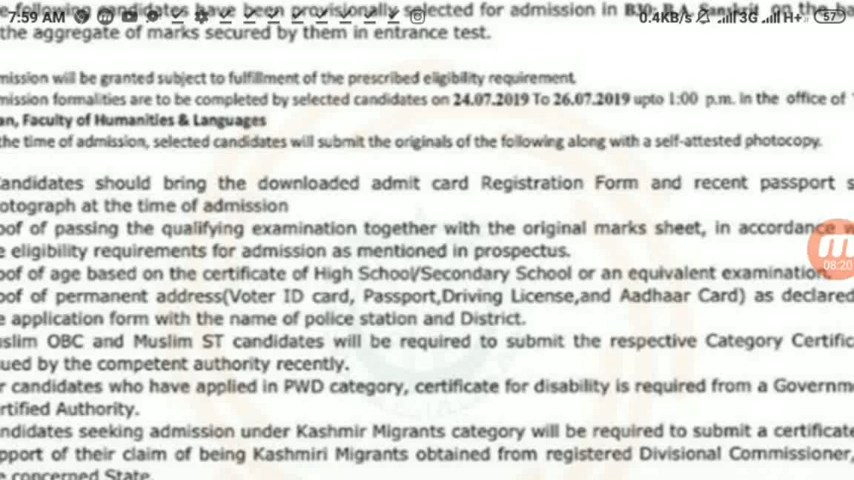 e following candidates have been provisionally selected for admission in B30: B.A. Sanskrit on the ba
7:59 AM 0.4KB/s 3G H+ 57
the aggregate of marks secured by them in entrance test.
mission will be granted subject to fulfillment of the prescribed eligibility requirement
mission formalities are to be completed by selected candidates on 24.07.2019 To 26.07.2019 upto 1:00 p.m. in the office of
an, Faculty of Humanities & Languages
the time of admission, selected candidates will submit the originals of the following along with a self-attested photocopy.
andidates should bring the downloaded admit card Registration Form and recent passport s
otograph at the time of admission
oof of passing the qualifying examination together with the original marks sheet, in accordance w
e eligibility requirements for admission as mentioned in prospectus.
oof of age based on the certificate of High School/Secondary School or an equivalent examination
08:20
oof of permanent address(Voter ID card, Passport,Driving License,and Aadhaar Card) as declared
e application form with the name of police station and District.
uslim OBC and Muslim ST candidates will be required to submit the respective Category Certific
ued by the competent authority recently.
r candidates who have applied in PWD category, certificate for disability is required from a Governme
rtified Authority.
ndidates seeking admission under Kashmir Migrants category will be required to submit a certificate
pport of their claim of being Kashmiri Migrants obtained from registered Divisional Commissioner,
e concerned State.